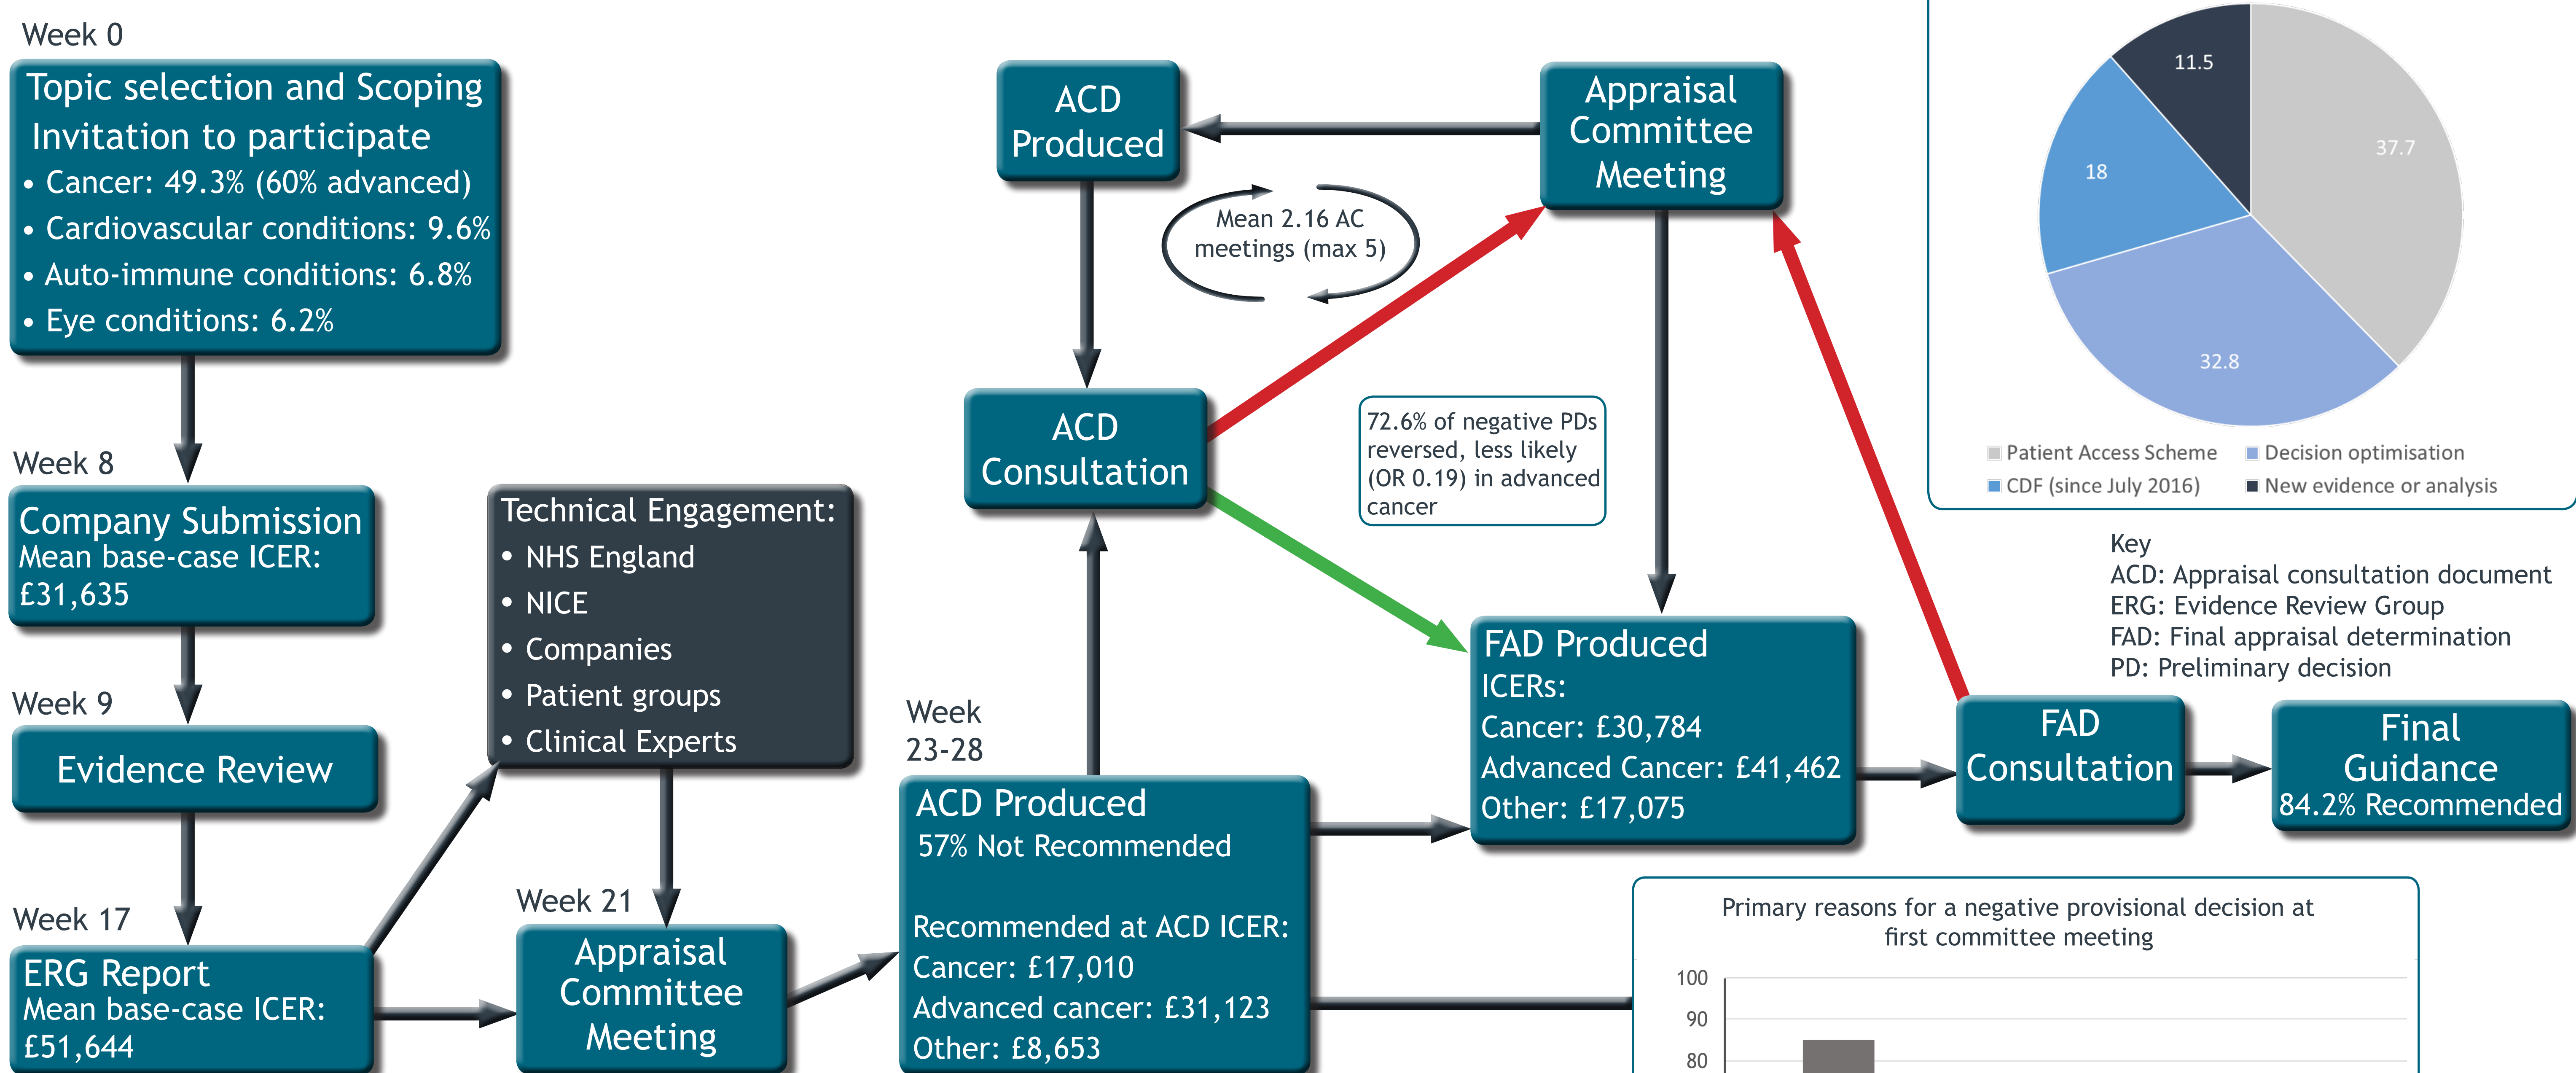 Week 0
Topic selection and Scoping
Invitation to participate
• Cancer: 49.3% (60% advanced)
• Cardiovascular conditions: 9.6%
• Auto-immune conditions: 6.8%
• Eye conditions: 6.2%
Week 8
Company Submission
Mean base-case ICER:
£31,635
Week 9
Evidence Review
Week 17
ERG Report
Mean base-case ICER:
£51,644
Technical Engagement:
• NHS England
• NICE
• Companies
• Patient groups
• Clinical Experts
Week 21
Appraisal
Committee
Meeting
Week
23-28
ACD Produced
57% Not Recommended
Recommended at ACD ICER:
Cancer: £17,010
Advanced cancer: £31,123
Other: £8,653
ACD
Consultation
ACD
Produced
Mean 2.16 AC
meetings (max 5)
Appraisal
Committee
Meeting
72.6% of negative PDs
reversed, less likely
(OR 0.19) in advanced
cancer
FAD Produced
ICERs:
Cancer: £30,784
Advanced Cancer: £41,462
Other: £17,075
FAD
Consultation
Final
Guidance
84.2% Recommended
11.5
37.7
18
32.8
Patient Access Scheme
Decision optimisation
CDF (since July 2016)
New evidence or analysis
Key
ACD: Appraisal consultation document
ERG: Evidence Review Group
FAD: Final appraisal determination
PD: Preliminary decision
Primary reasons for a negative provisional decision at
first committee meeting
100
90
80